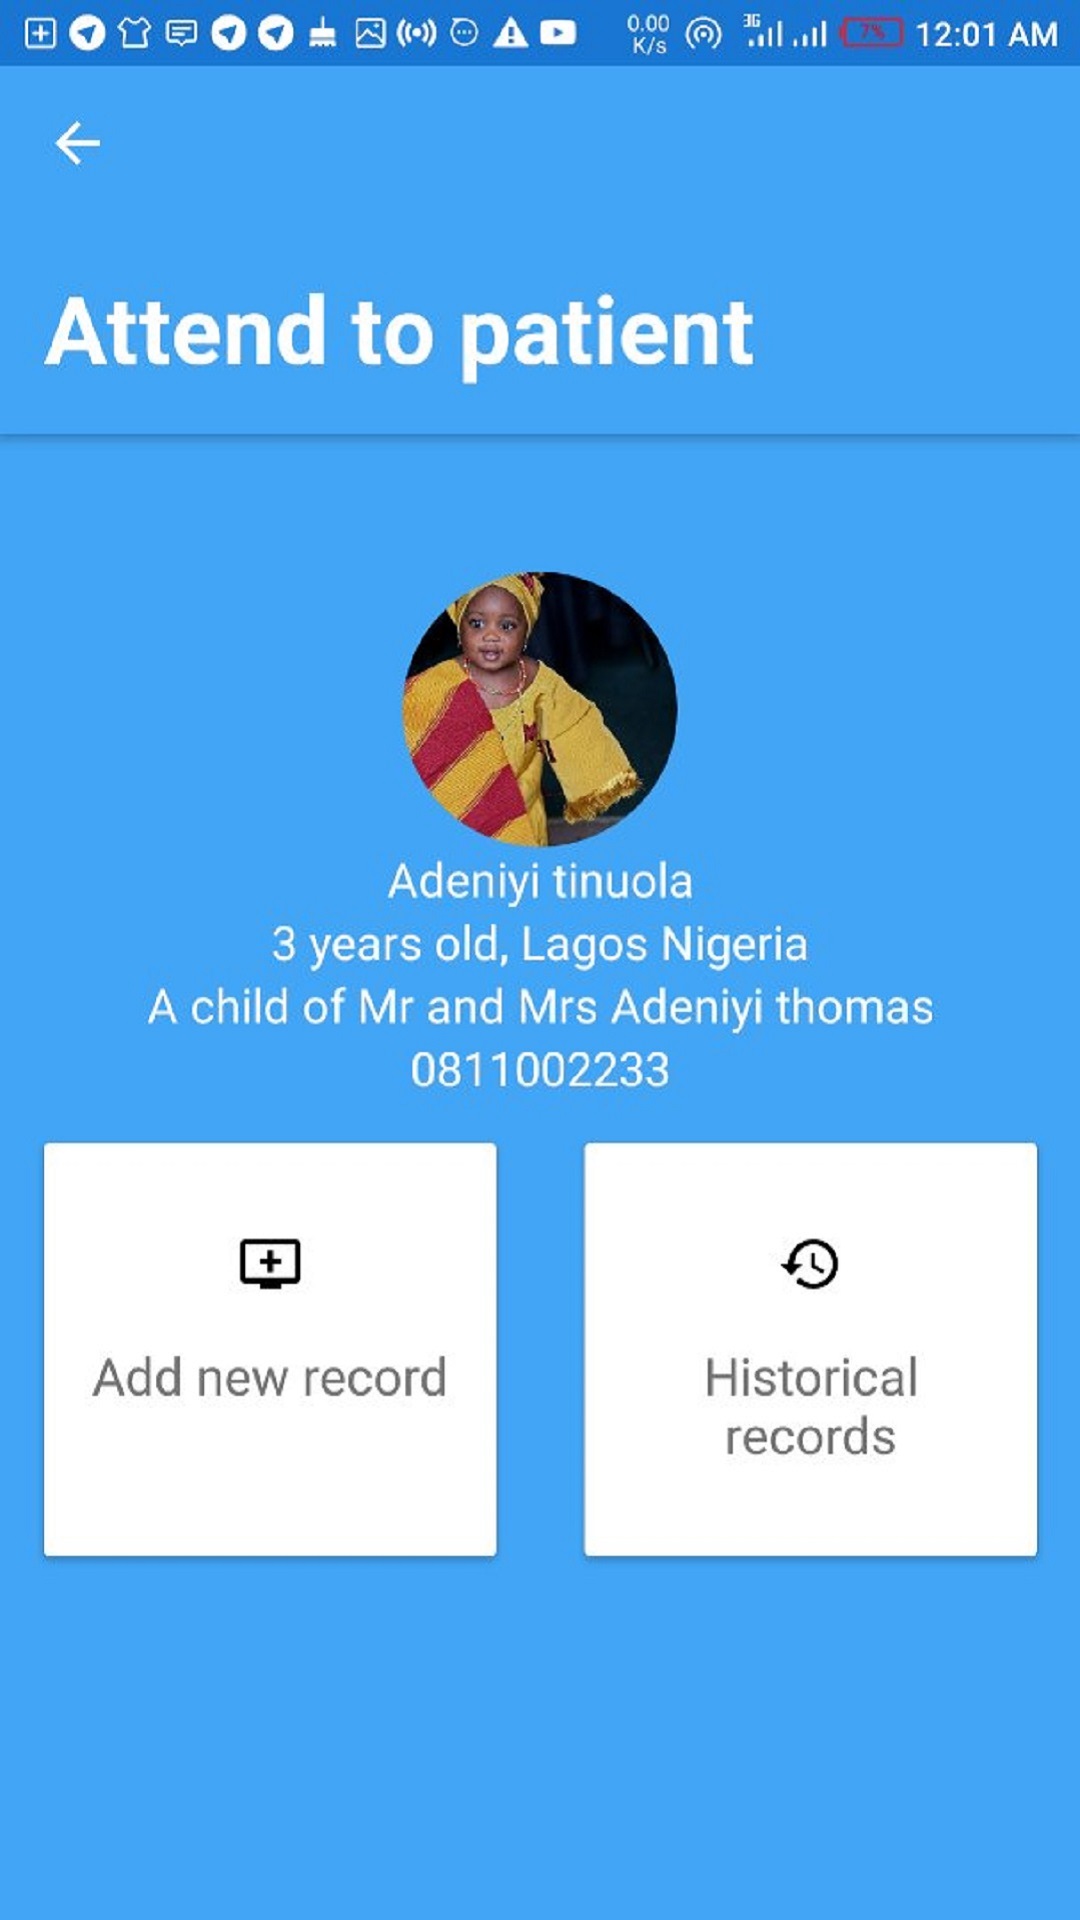 0.00
K/s
3G
7%
12:01 AM
Attend to patient
Adeniyi tinuola
3 years old, Lagos Nigeria
A child of Mr and Mrs Adeniyi thomas
0811002233
Add new record
Historical
records